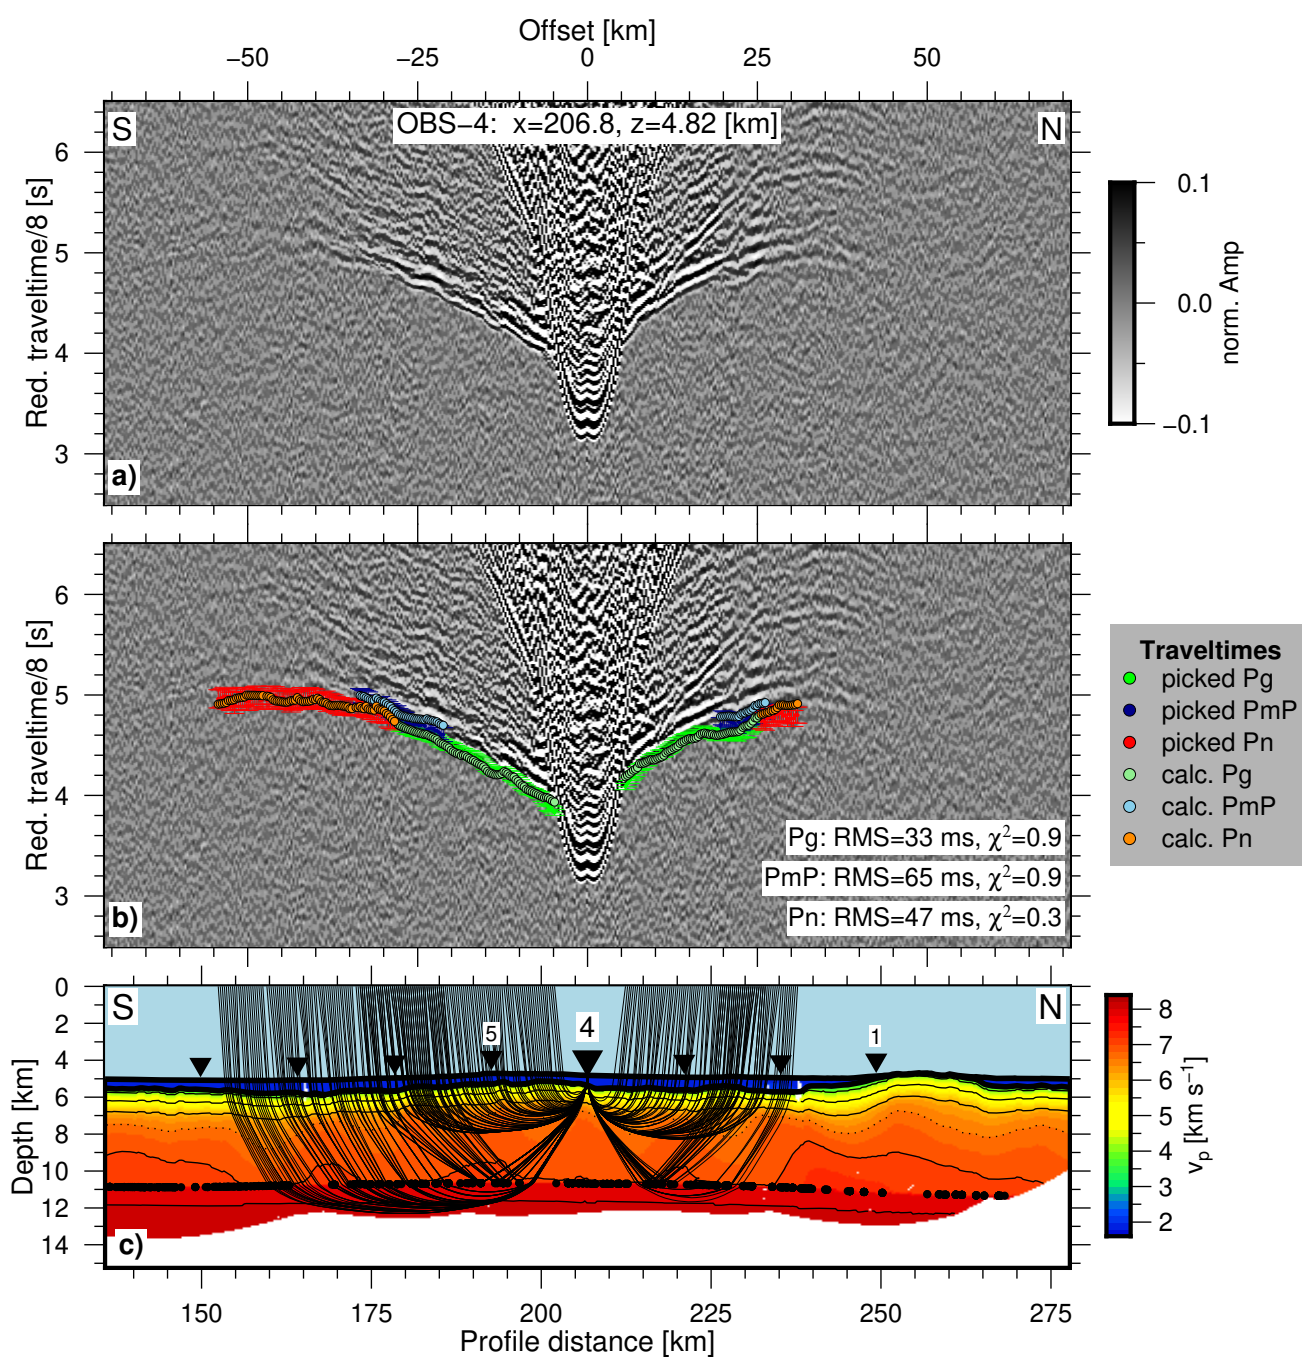 Offset [km]
−50 −25 0 25 50
S
OBS−4: x=206.8, z=4.82 [km]
N
6
5
4
3
Red. traveltime/8 [s]
a)
0.1
0.0
−0.1
norm. Amp
6
5
4
3
Red. traveltime/8 [s]
Pg: RMS=33 ms, χ²=0.9
PmP: RMS=65 ms, χ²=0.9
Pn: RMS=47 ms, χ²=0.3
b)
Traveltimes
picked Pg
picked PmP
picked Pn
calc. Pg
calc. PmP
calc. Pn
S
N
5
4
1
0
2
4
6
8
10
12
14
Depth [km]
c)
8
7
6
5
4
3
2
vp [km s⁻¹]
150 175 200 225 250 275
Profile distance [km]